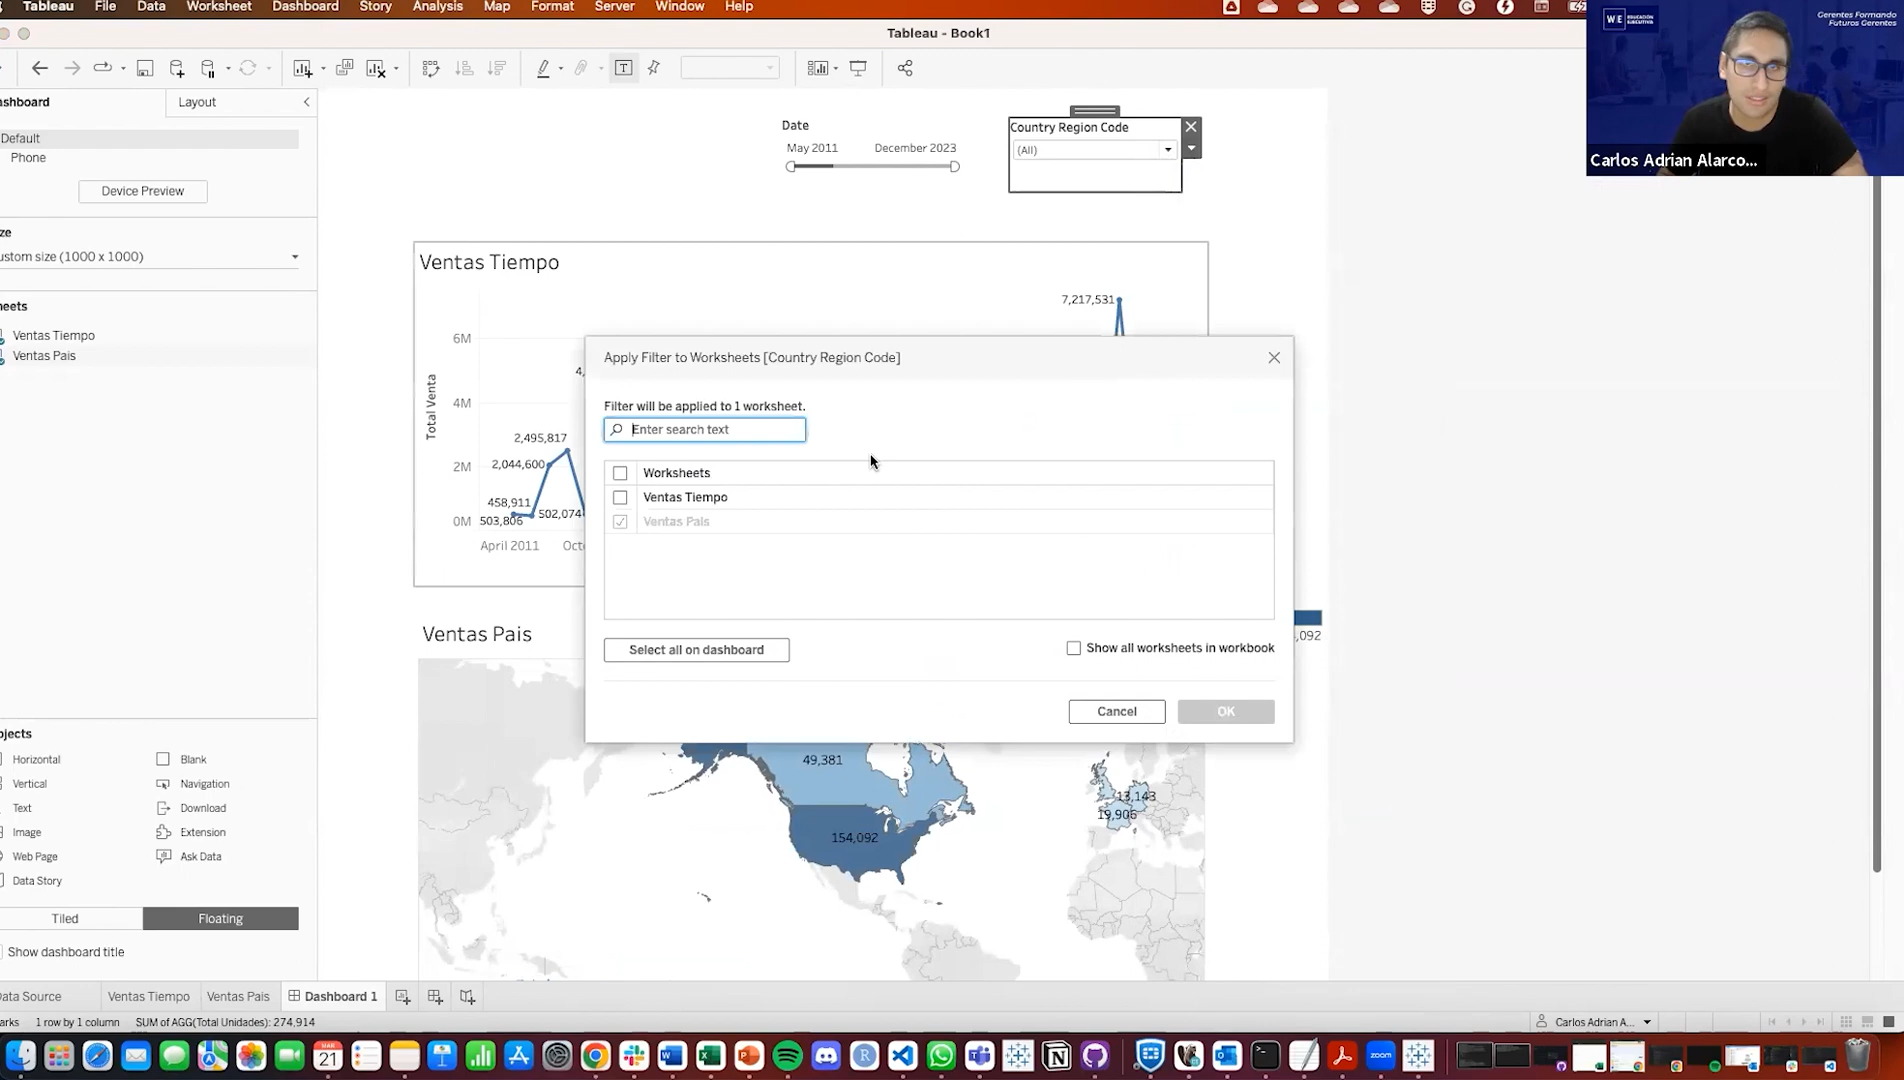 Tableau File Data Worksheet Dashboard Story Analysis Map Format Server Window Help
Tableau - Book1
W|E EDUCACIÓN EJECUTIVA
Gerentes Formando
Futuros Gerentes
Carlos Adrian Alarco...
ashboard Layout
Default
Phone
Device Preview
ze
ustom size (1000 x 1000)
heets
Ventas Tiempo
Ventas Pais
Date
May 2011 December 2023
Country Region Code
(All)
Ventas Tiempo
7,217,531
6M
4,
4M
Total Venta
2,495,817
2M
2,044,600
458,911
0M
503,806
502,074
April 2011 Octo
Apply Filter to Worksheets [Country Region Code]
Filter will be applied to 1 worksheet.
Enter search text
Worksheets
Ventas Tiempo
Ventas Pais
Select all on dashboard
Show all worksheets in workbook
Cancel OK
,092
Ventas Pais
49,381
154,092
13,143
19,906
bjects
Horizontal Blank
Vertical Navigation
Text Download
Image Extension
Web Page Ask Data
Data Story
Tiled Floating
Show dashboard title
ata Source Ventas Tiempo Ventas Pais Dashboard 1
arks 1 row by 1 column SUM of AGG(Total Unidades): 274,914
Carlos Adrian A...
MAR
21
zoom